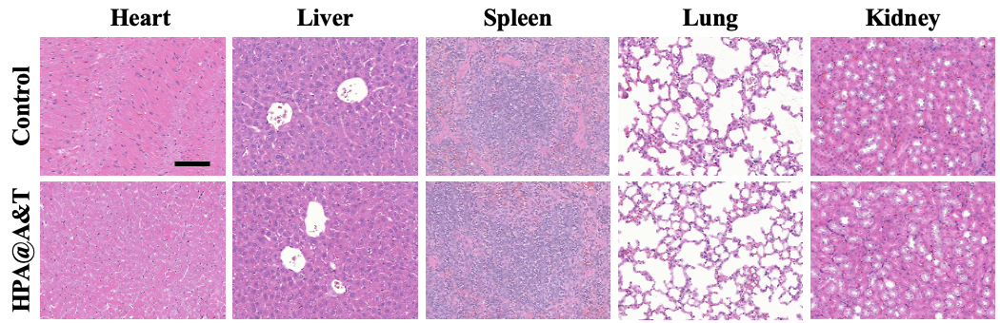 Heart Liver Spleen Lung Kidney
Control
HPA@A&T